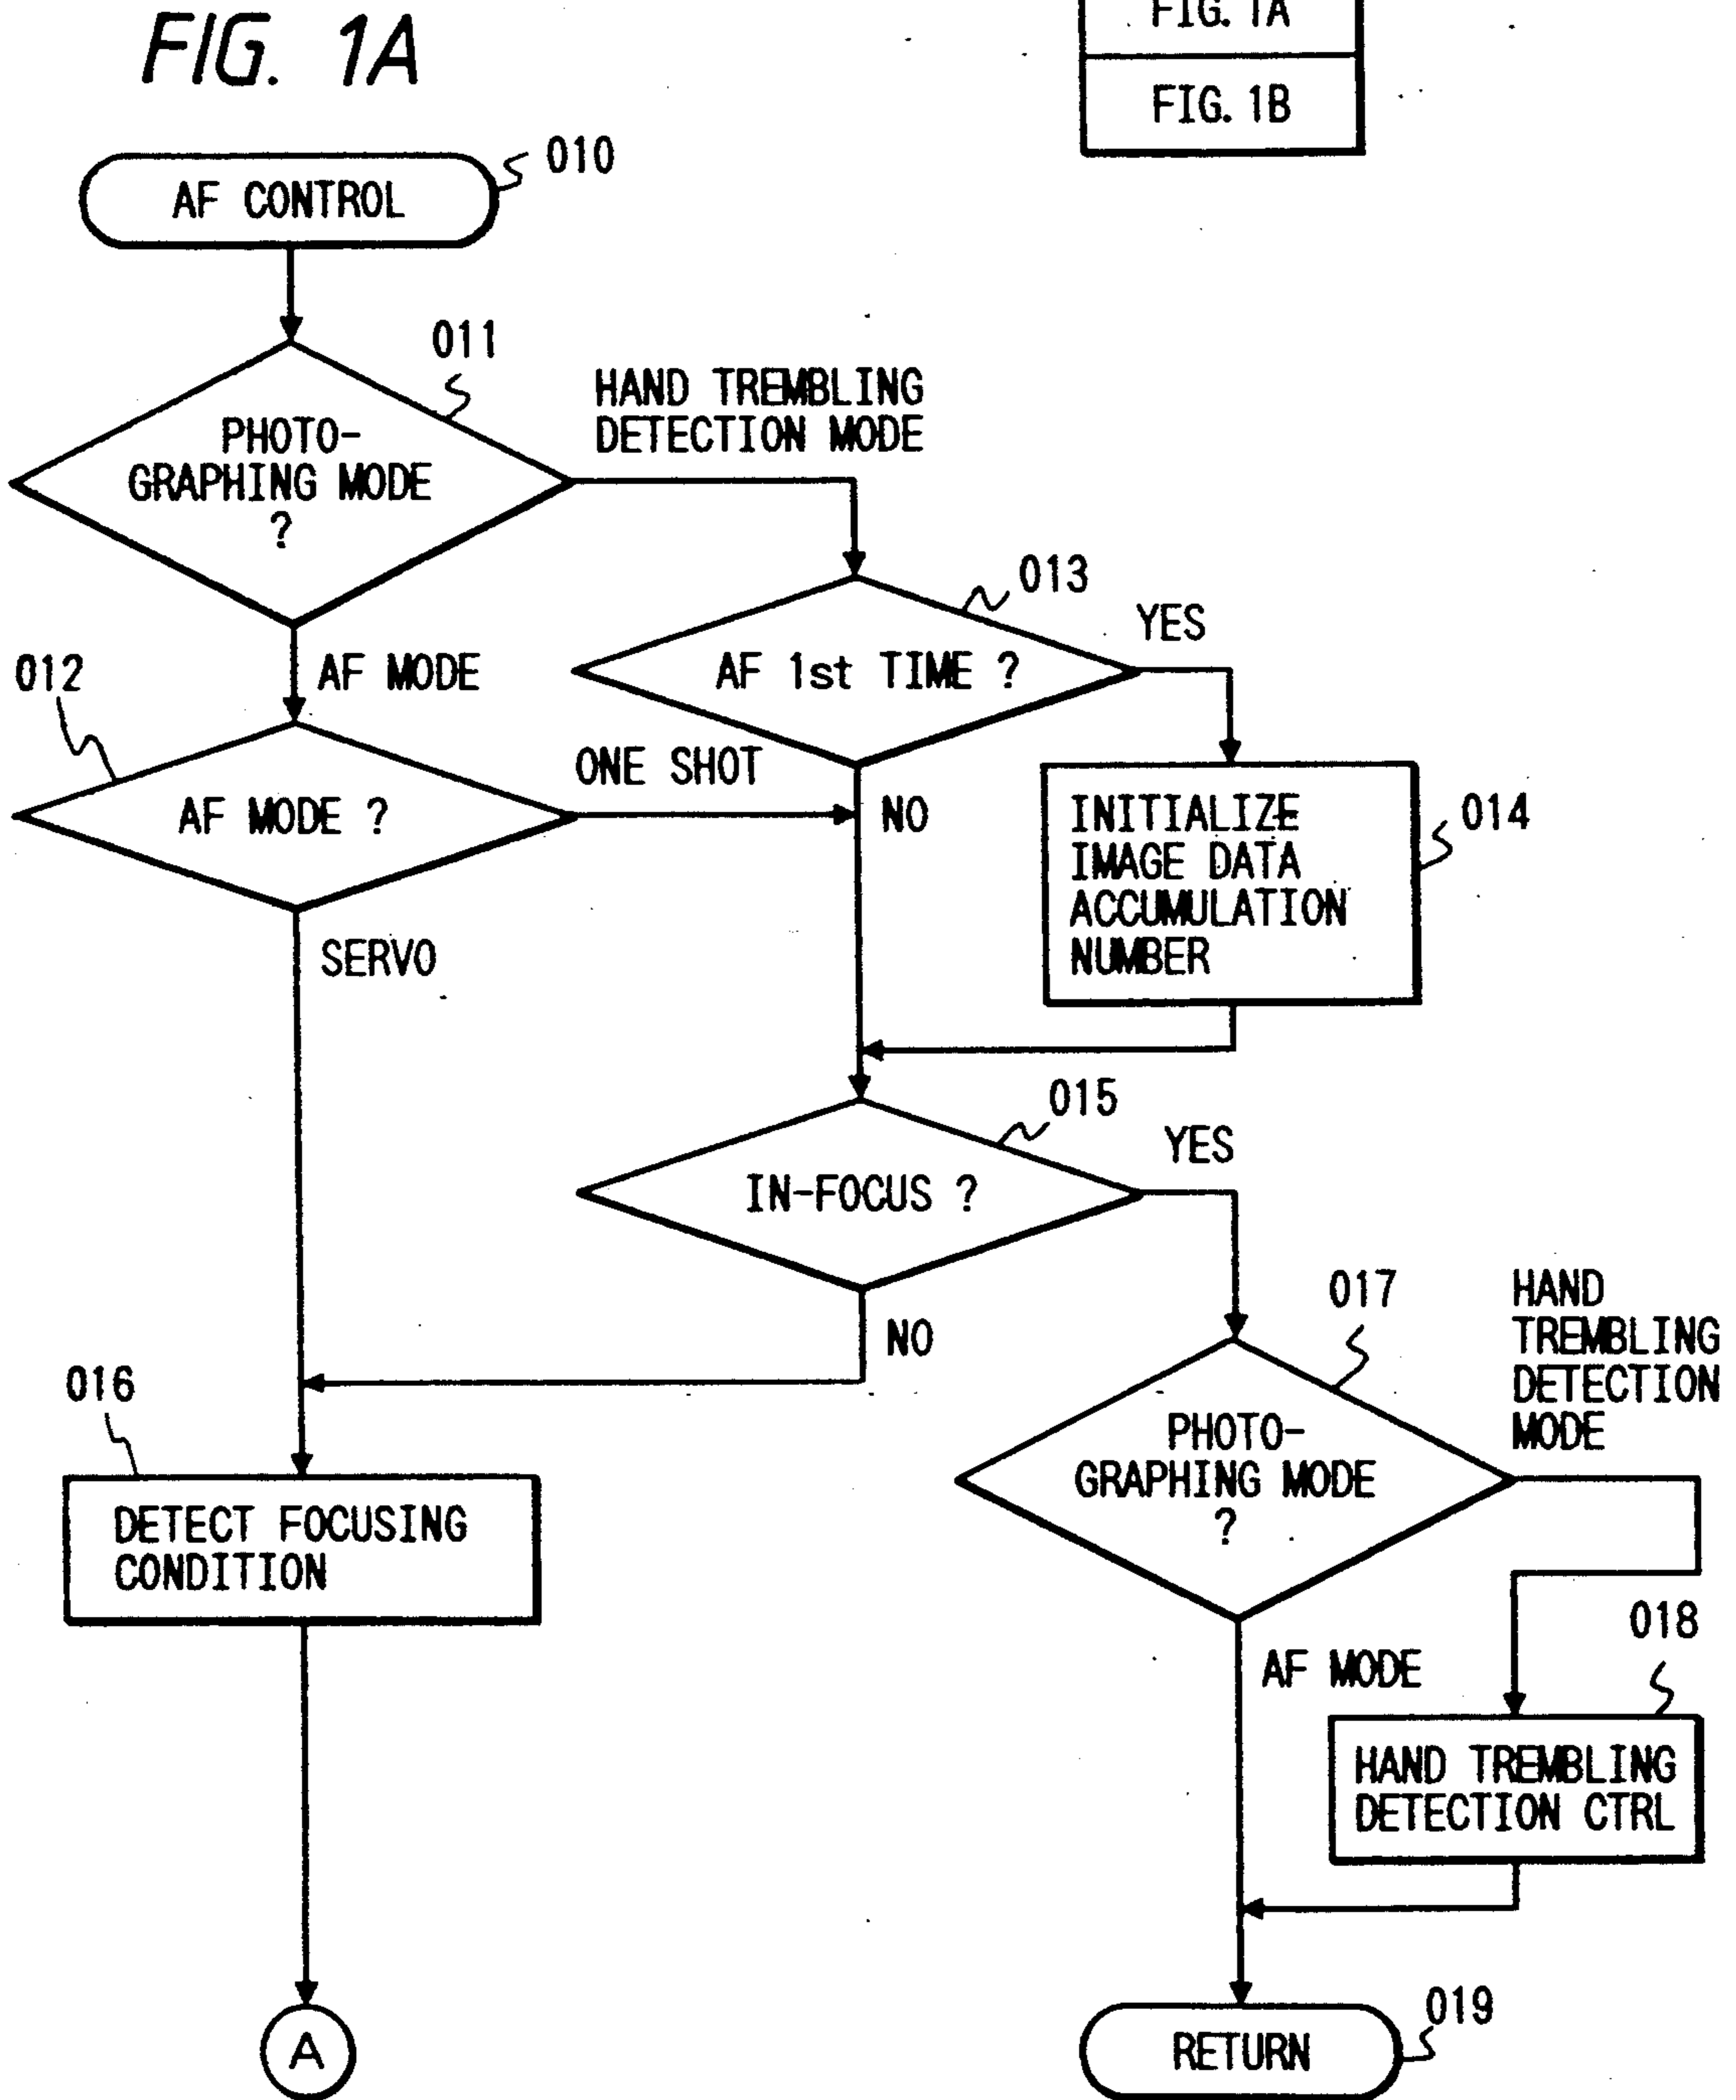 FIG. 1A
FIG. 1A
FIG. 1B
AF CONTROL
010
011
PHOTO-
GRAPHING MODE
?
HAND TREMBLING
DETECTION MODE
AF MODE
012
AF MODE ?
ONE SHOT
SERVO
013
AF 1st TIME ?
YES
NO
INITIALIZE
IMAGE DATA
ACCUMULATION
NUMBER
014
015
IN-FOCUS ?
YES
NO
016
DETECT FOCUSING
CONDITION
017
PHOTO-
GRAPHING MODE
?
HAND
TREMBLING
DETECTION
MODE
AF MODE
018
HAND TREMBLING
DETECTION CTRL
A
RETURN
019